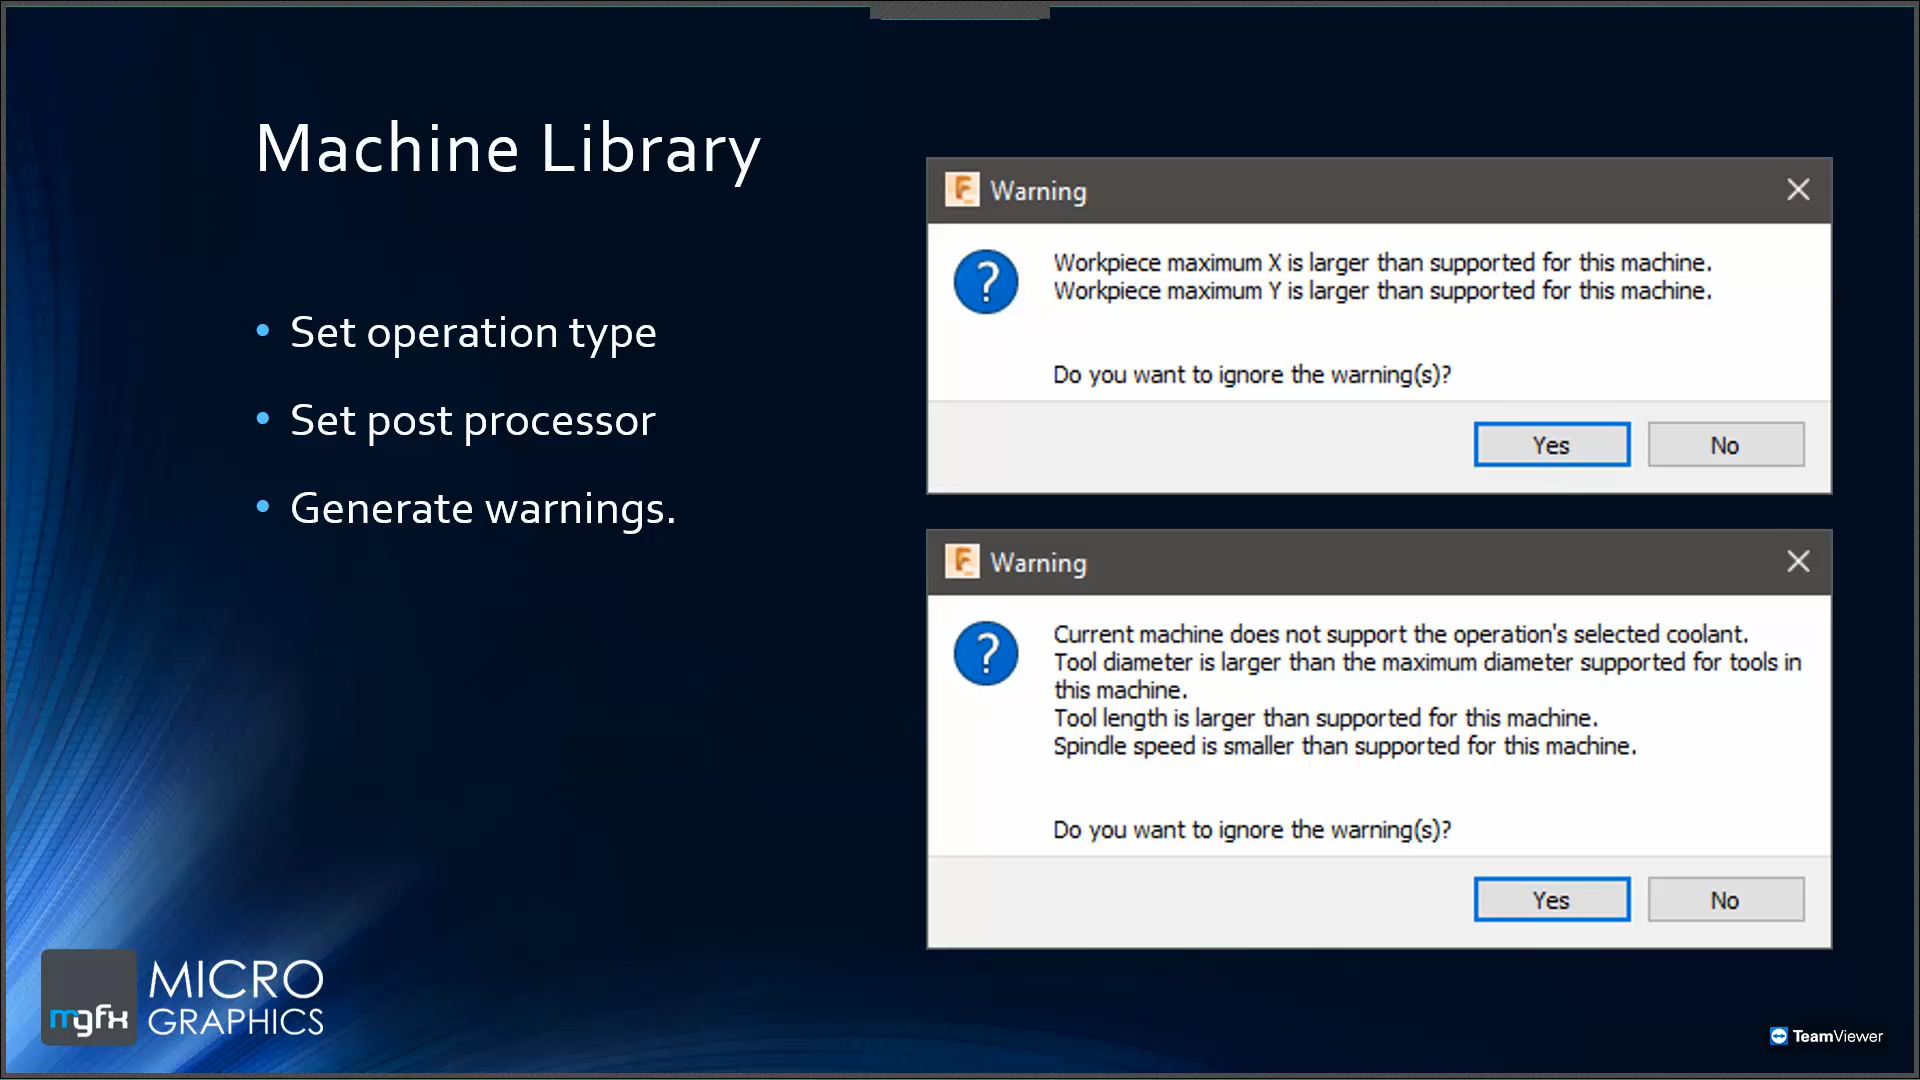 Machine Library
• Set operation type
• Set post processor
• Generate warnings.
Warning
Workpiece maximum X is larger than supported for this machine.
Workpiece maximum Y is larger than supported for this machine.
Do you want to ignore the warning(s)?
Yes
No
Warning
Current machine does not support the operation's selected coolant.
Tool diameter is larger than the maximum diameter supported for tools in
this machine.
Tool length is larger than supported for this machine.
Spindle speed is smaller than supported for this machine.
Do you want to ignore the warning(s)?
Yes
No
mgfx
MICRO
GRAPHICS
TeamViewer